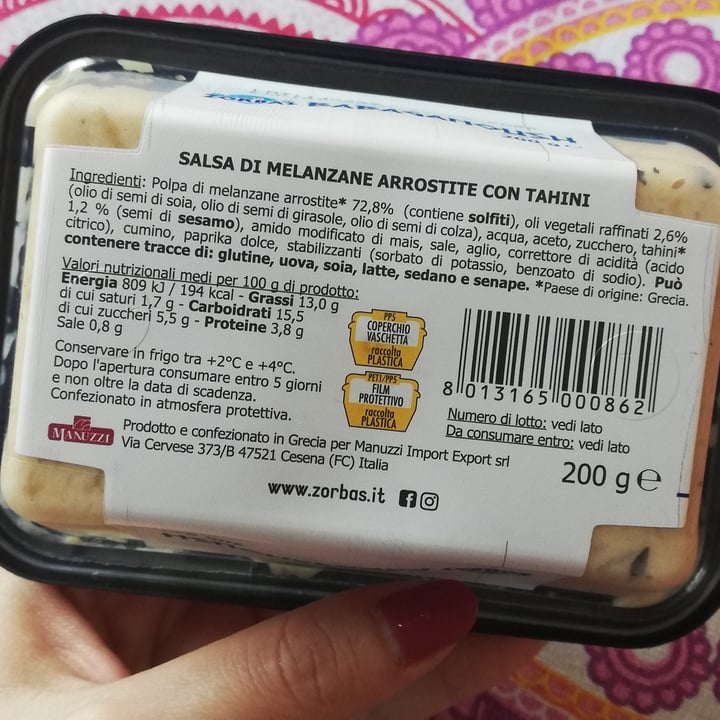 ZORBAS BABAGANOUSH
200 g e
SALSA DI MELANZANE ARROSTITE CON TAHINI
Ingredienti: Polpa di melanzane arrostite* 72,8% (contiene solfiti), oli vegetali raffinati 2,6%
(olio di semi di soia, olio di semi di girasole, olio di semi di colza), acqua, aceto, zucchero, tahini*
1,2 % (semi di sesamo), amido modificato di mais, sale, aglio, correttore di acidità (acido
citrico), cumino, paprika dolce, stabilizzanti (sorbato di potassio, benzoato di sodio). Può
contenere tracce di: glutine, uova, soia, latte, sedano e senape. *Paese di origine: Grecia.
Valori nutrizionali medi per 100 g di prodotto:
Energia 809 kJ / 194 kcal - Grassi 13,0 g
di cui saturi 1,7 g - Carboidrati 15,5
di cui zuccheri 5,5 g - Proteine 3,8 g
Sale 0,8 g
PP5
COPERCHIO
VASCHETTA
raccolta
PLASTICA
PET1/PP5
FILM
PROTETTIVO
raccolta
PLASTICA
8 013165 000862
Conservare in frigo tra +2°C e +4°C.
Dopo l'apertura consumare entro 5 giorni
e non oltre la data di scadenza.
Confezionato in atmosfera protettiva.
Numero di lotto: vedi lato
Da consumare entro: vedi lato
MANUZZI
Prodotto e confezionato in Grecia per Manuzzi Import Export srl
Via Cervese 373/B 47521 Cesena (FC) Italia
200 g e
www.zorbas.it